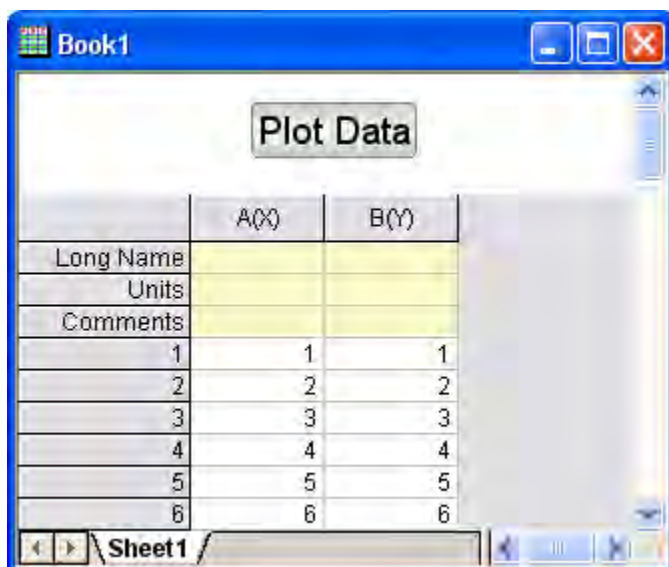 Book1
Plot Data
A(X) B(Y)
Long Name
Units
Comments
1 1 1
2 2 2
3 3 3
4 4 4
5 5 5
6 6 6
Sheet1